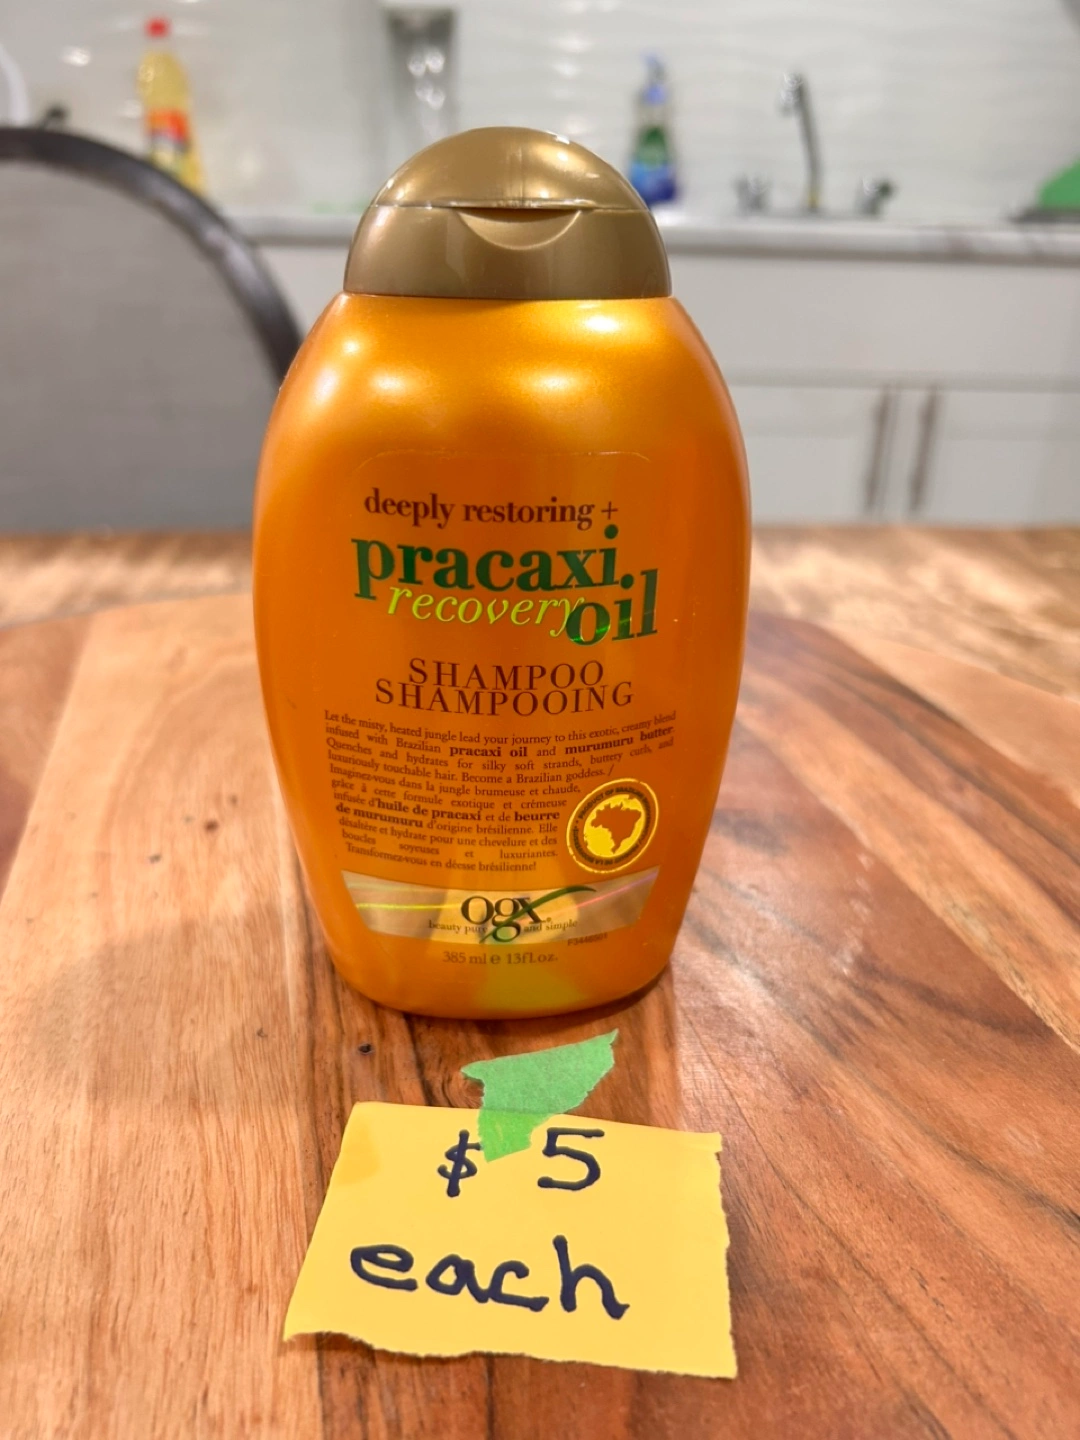 deeply restoring +
pracaxi
recovery oil
SHAMPOO
SHAMPOOING
Let the misty, heated jungle lead your journey to this exotic, creamy blend
infused with Brazilian pracaxi oil and murumuru butter.
Quenches and hydrates for silky soft strands, buttery curls, and
luxuriously touchable hair. Become a Brazilian goddess. /
Imaginez-vous dans la jungle brumeuse et chaude,
grâce à cette formule exotique et crémeuse
infusée d'huile de pracaxi et de beurre
de murumuru d'origine brésilienne. Elle
désaltère et hydrate pour une chevelure et des
boucles soyeuses et luxuriantes.
Transformez-vous en déesse brésilienne!
ogx®
beauty pure and simple
385 ml e 13fl.oz.
$5
each